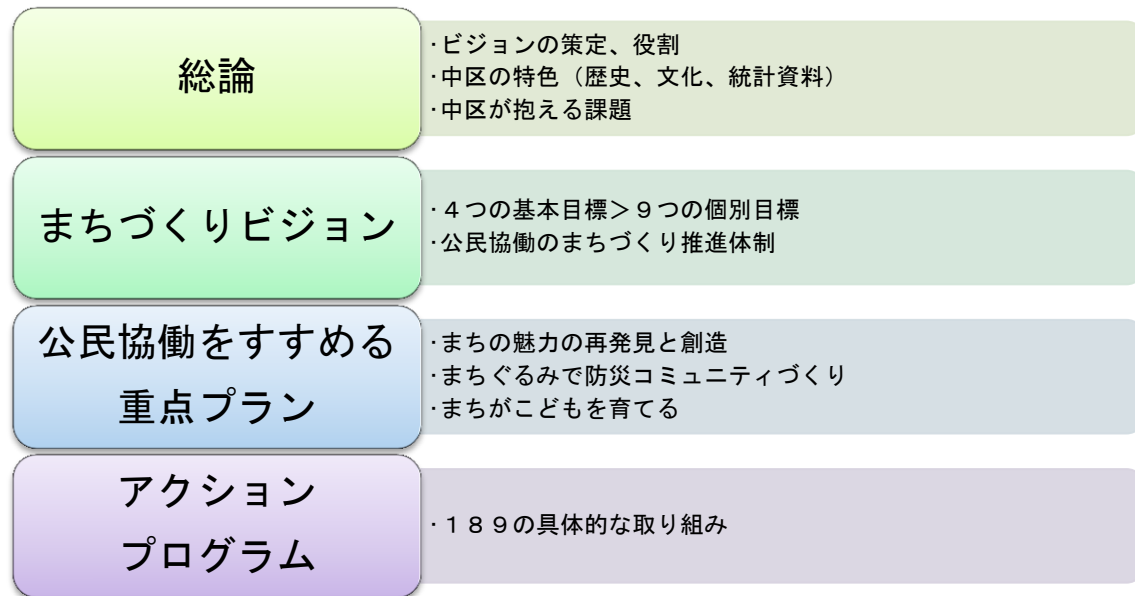 総論
・ビジョンの策定、役割
・中区の特色（歴史、文化、統計資料）
・中区が抱える課題
まちづくりビジョン
・４つの基本目標＞９つの個別目標
・公民協働のまちづくり推進体制
公民協働をすすめる
重点プラン
・まちの魅力の再発見と創造
・まちぐるみで防災コミュニティづくり
・まちがこどもを育てる
アクション
プログラム
・１８９の具体的な取り組み